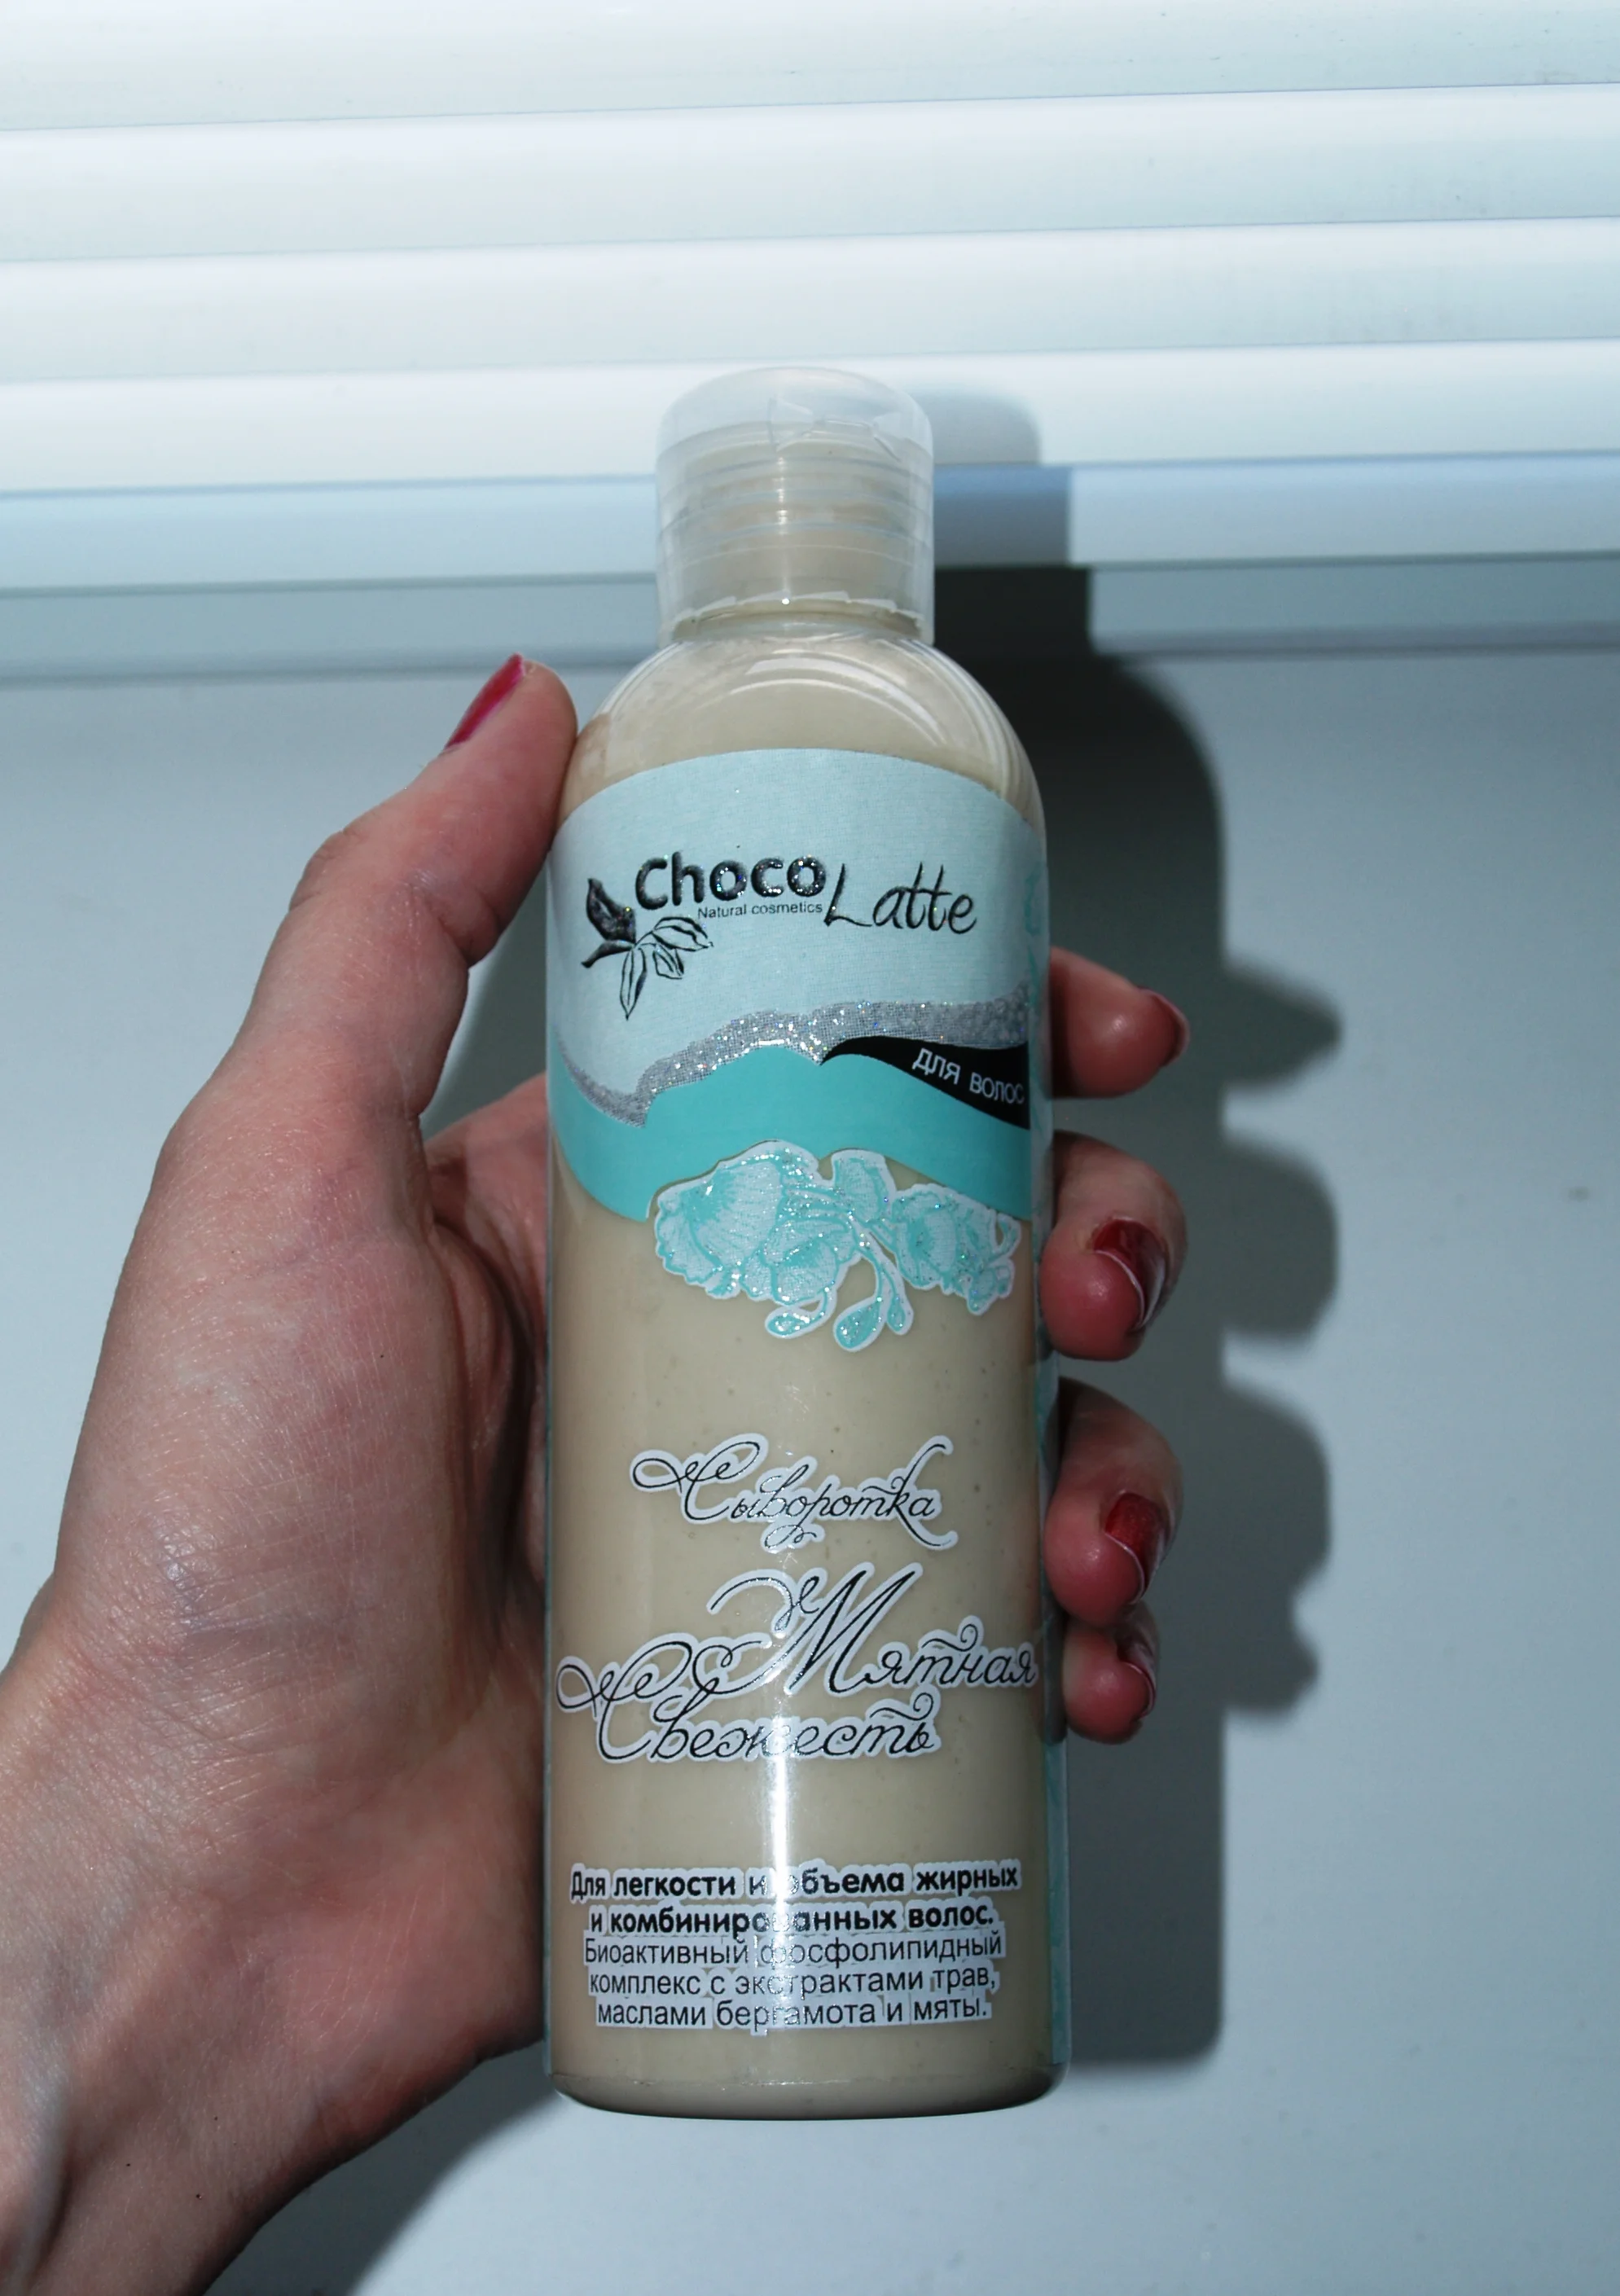 Choco Latte
Natural cosmetics
для волос
Сыворотка
Мятная
Свежесть
Для легкости и объема жирных
и комбинированных волос.
Биоактивный фосфолипидный
комплекс с экстрактами трав,
маслами бергамота и мяты.